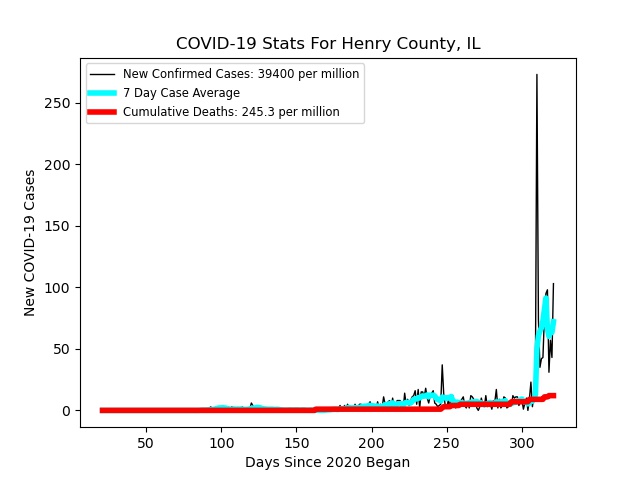 COVID-19 Stats For Henry County, IL
New Confirmed Cases: 39400 per million
7 Day Case Average
Cumulative Deaths: 245.3 per million
New COVID-19 Cases
250
200
150
100
50
0
50 100 150 200 250 300
Days Since 2020 Began